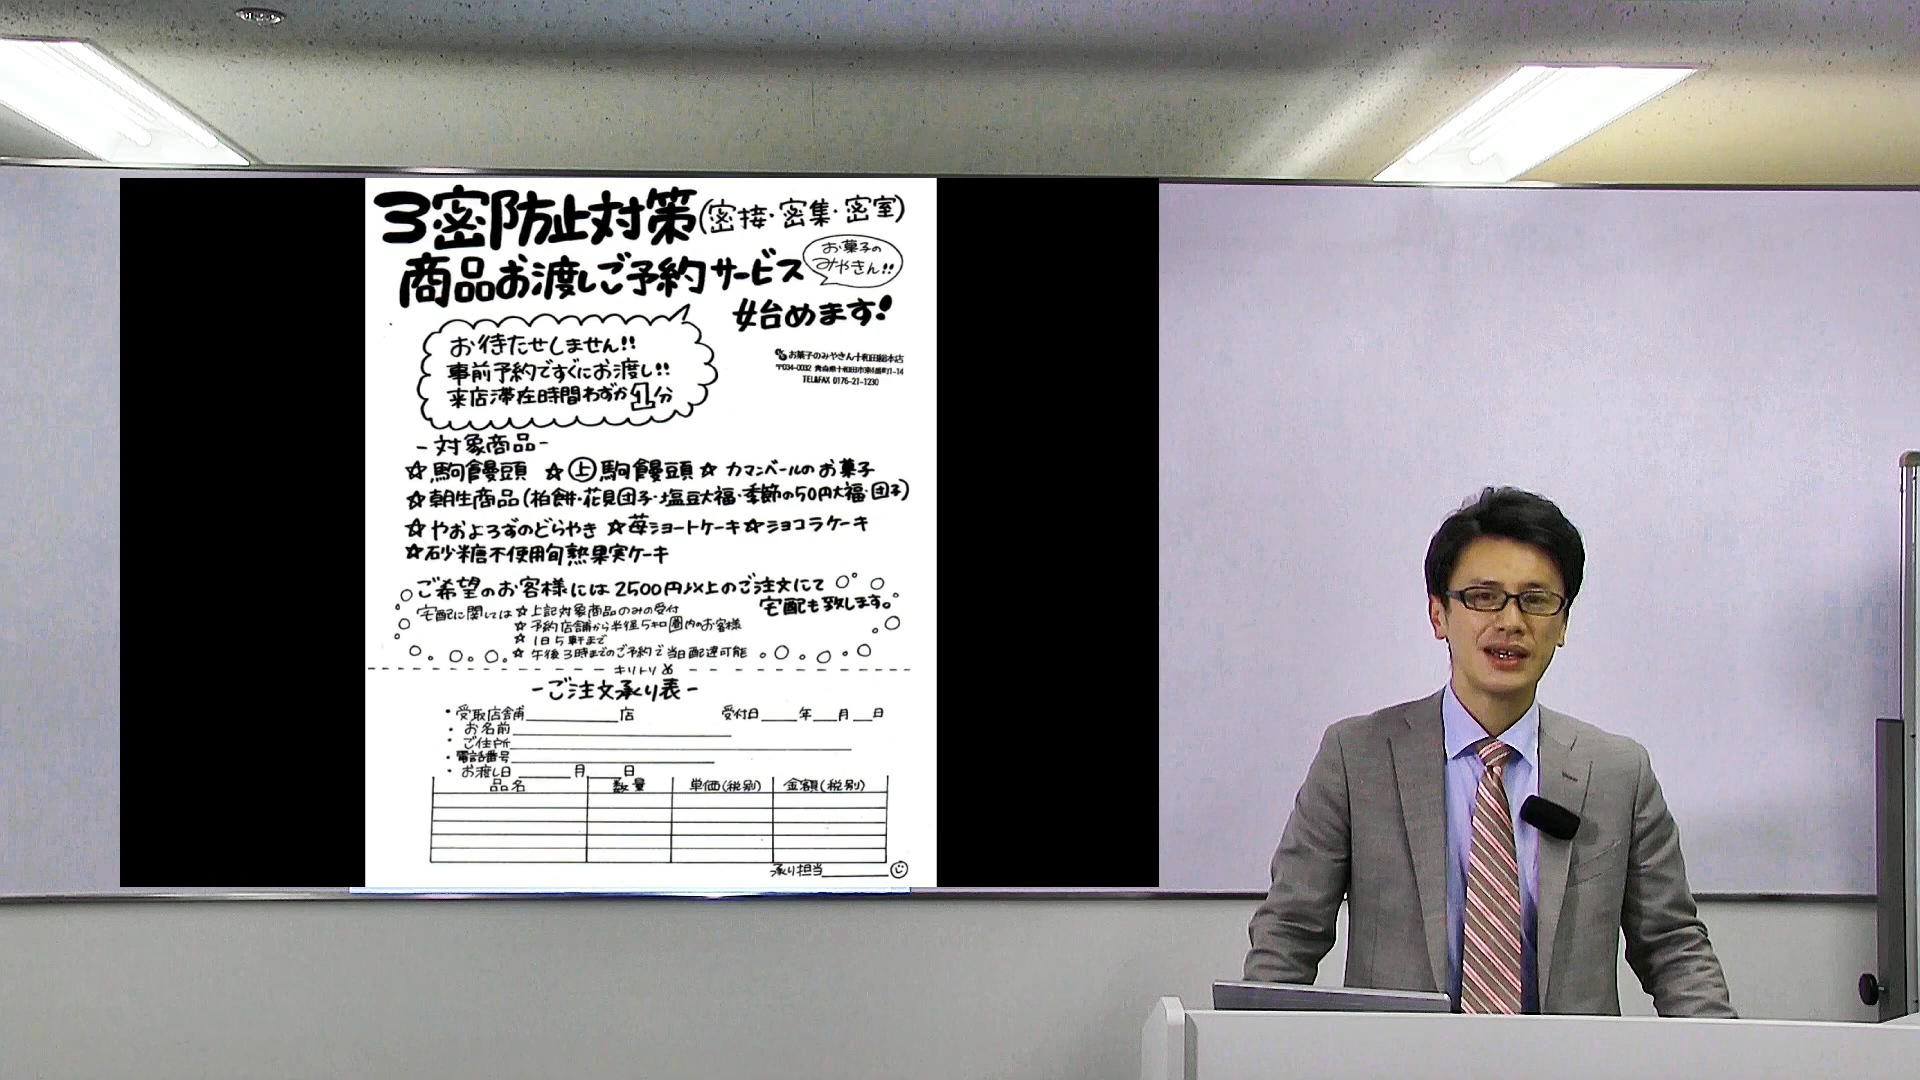 3密防止対策(密接・密集・密室)
商品お渡しご予約サービス
お菓子の
みやきん!!
始めます!
お待たせしません!!
事前予約ですぐにお渡し!!
来店滞在時間わずか1分
お菓子のみやきん十和田総本店
〒034-0032 青森県十和田市東4番町1-14
TEL&FAX 0176-21-1230
-対象商品-
☆駒饅頭 ☆㊤駒饅頭 ☆カマンベールのお菓子
☆朝生商品(柏餅・花見団子・塩豆大福・季節の50円大福・団子)
☆やおよろずのどらやき ☆苺ショートケーキ☆ショコラケーキ
☆砂糖不使用旬熟果実ケーキ
ご希望のお客様には2500円以上のご注文にて
宅配も致します。
宅配に関しては☆上記対象商品のみの受付
☆予約店舗から半径5キロ圏内のお客様
☆1日5軒まで
☆午後3時までのご予約で当日配達可能
キリトリ
-ご注文承り表-
・受取店舗 店 受付日 年 月 日
・お名前
・ご住所
・電話番号
・お渡し日 月 日
品名 数量 単価(税別) 金額(税別)
承り担当